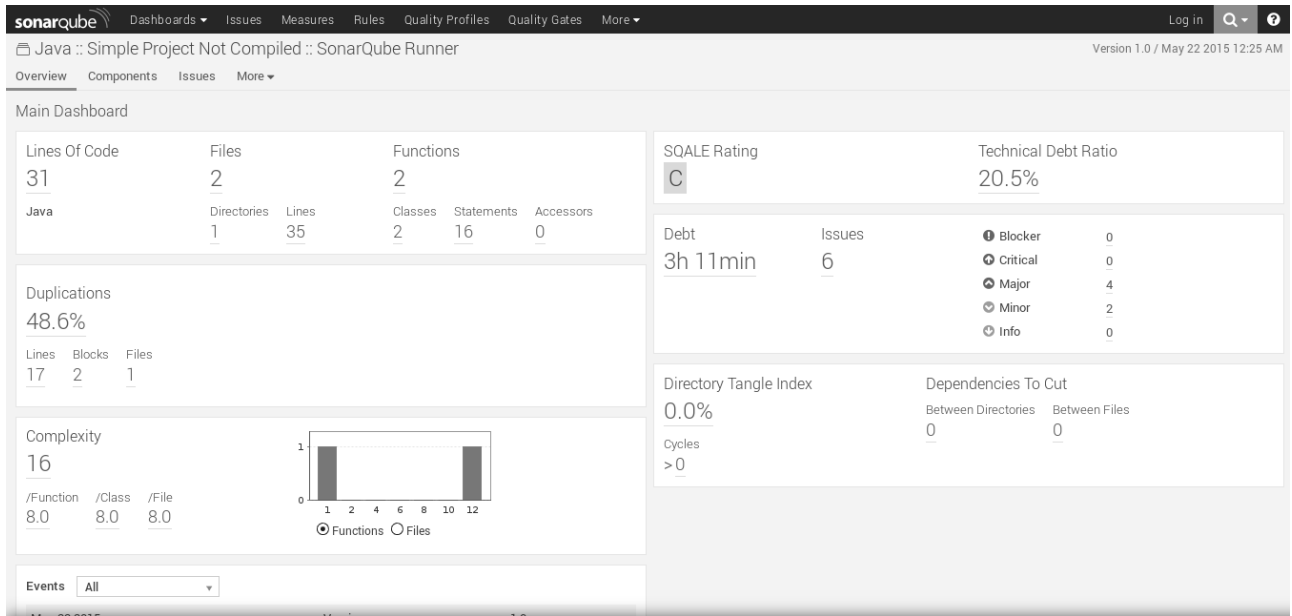 sonarqube Dashboards Issues Measures Rules Quality Profiles Quality Gates More Log in
Java :: Simple Project Not Compiled :: SonarQube Runner Version 1.0 / May 22 2015 12:25 AM
Overview Components Issues More
Main Dashboard
Lines Of Code Files Functions
31 2 2
Java Directories Lines Classes Statements Accessors
1 35 2 16 0
Duplications
48.6%
Lines Blocks Files
17 2 1
Complexity
16
/Function /Class /File
8.0 8.0 8.0
1
0
1 2 4 6 8 10 12
Functions Files
Events All
SQALE Rating Technical Debt Ratio
C 20.5%
Debt Issues
3h 11min 6
Blocker 0
Critical 0
Major 4
Minor 2
Info 0
Directory Tangle Index Dependencies To Cut
0.0% Between Directories Between Files
0 0
Cycles
> 0